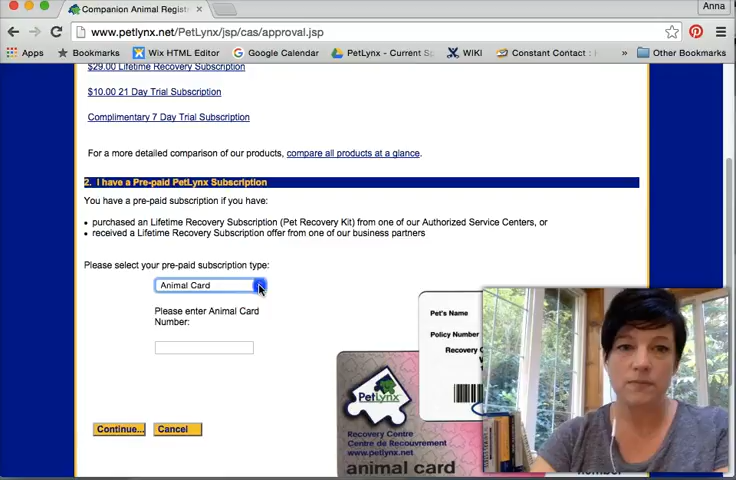 Companion Animal Regist
Anna
www.petlynx.net/PetLynx/jsp/cas/approval.jsp
Apps Bookmarks Wix HTML Editor Google Calendar PetLynx - Current Sp WIKI Constant Contact : H » Other Bookmarks
$29.00 Lifetime Recovery Subscription
$10.00 21 Day Trial Subscription
Complimentary 7 Day Trial Subscription
For a more detailed comparison of our products, compare all products at a glance.
2. I have a Pre-paid PetLynx Subscription
You have a pre-paid subscription if you have:
• purchased an Lifetime Recovery Subscription (Pet Recovery Kit) from one of our Authorized Service Centers, or
• received a Lifetime Recovery Subscription offer from one of our business partners
Please select your pre-paid subscription type:
Animal Card
Please enter Animal Card
Number:
Continue... Cancel
Pet's Name
Policy Number
Recovery C
PetLynx
Recovery Centre
Centre de Recouvrement
www.petlynx.net
animal card
number